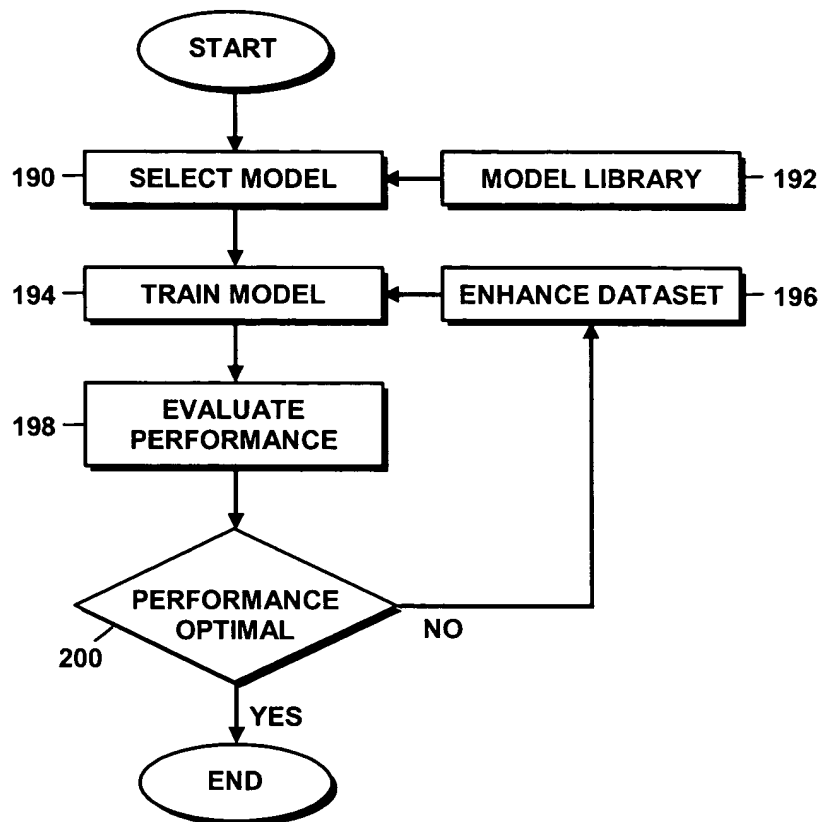 START
190
SELECT MODEL
MODEL LIBRARY
192
194
TRAIN MODEL
ENHANCE DATASET
196
198
EVALUATE
PERFORMANCE
PERFORMANCE
OPTIMAL
NO
200
YES
END